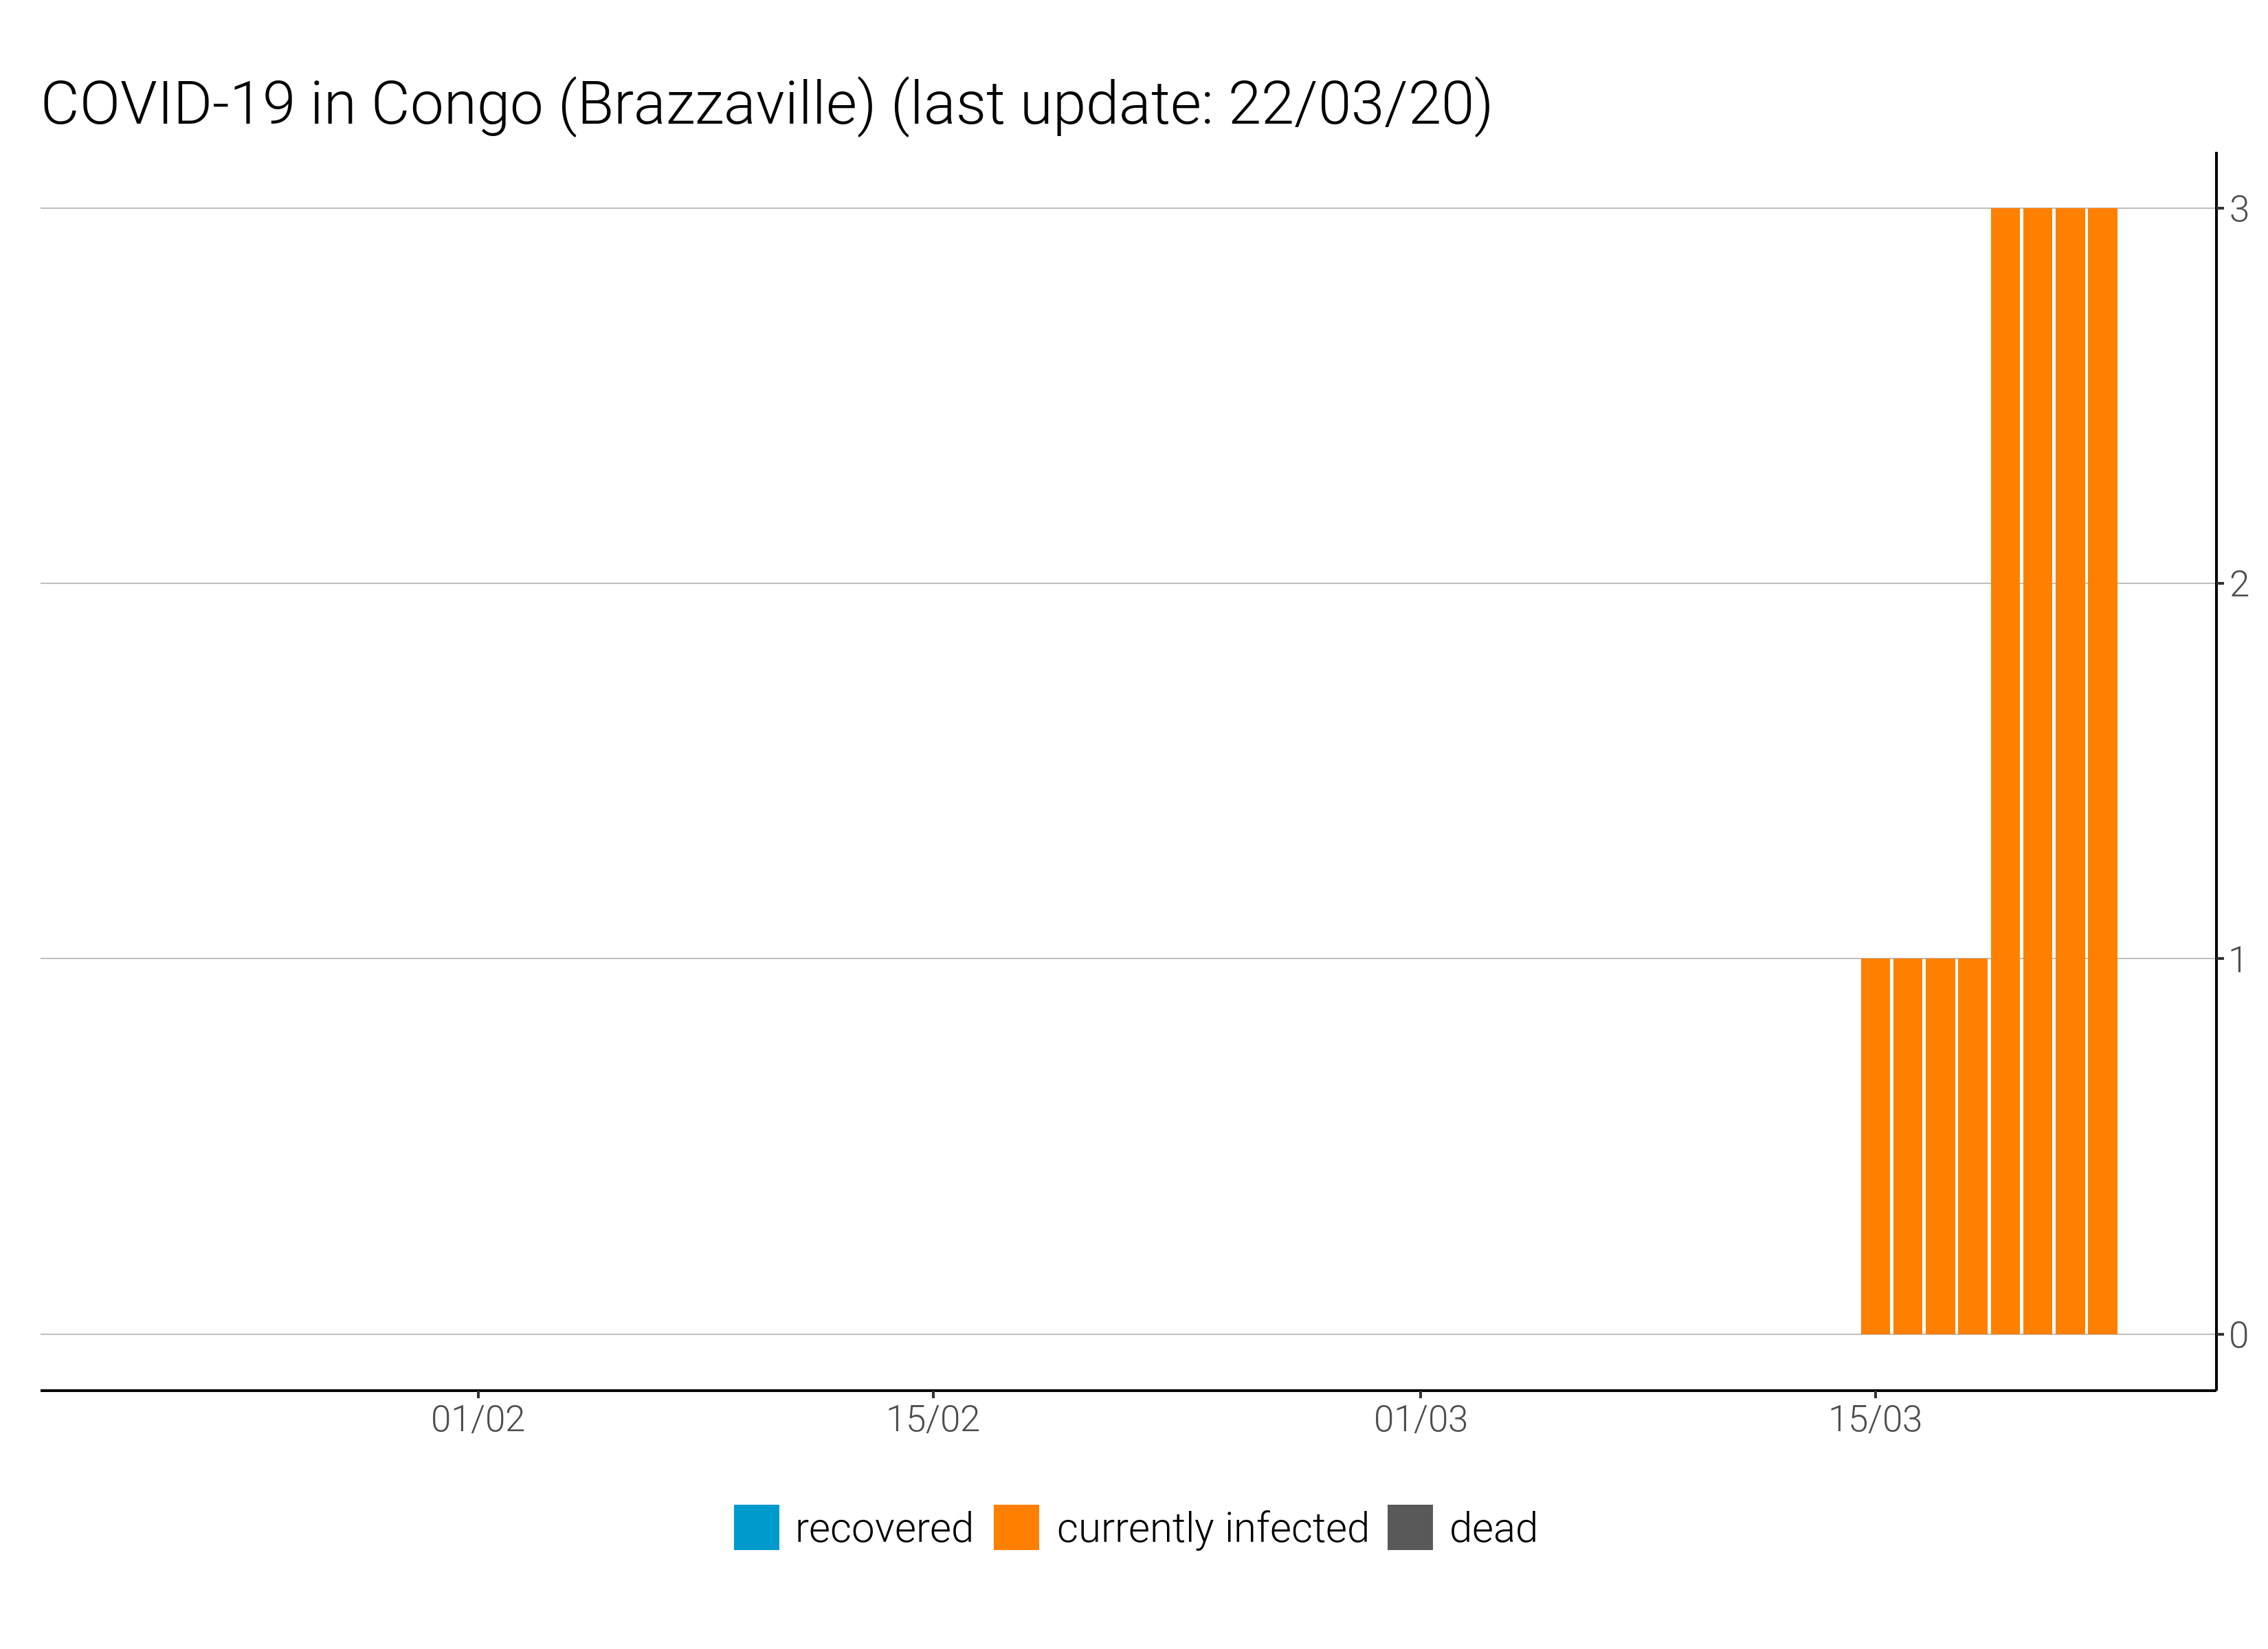 COVID-19 in Congo (Brazzaville) (last update: 22/03/20)
3
2
1
0
01/02 15/02 01/03 15/03
recovered currently infected dead